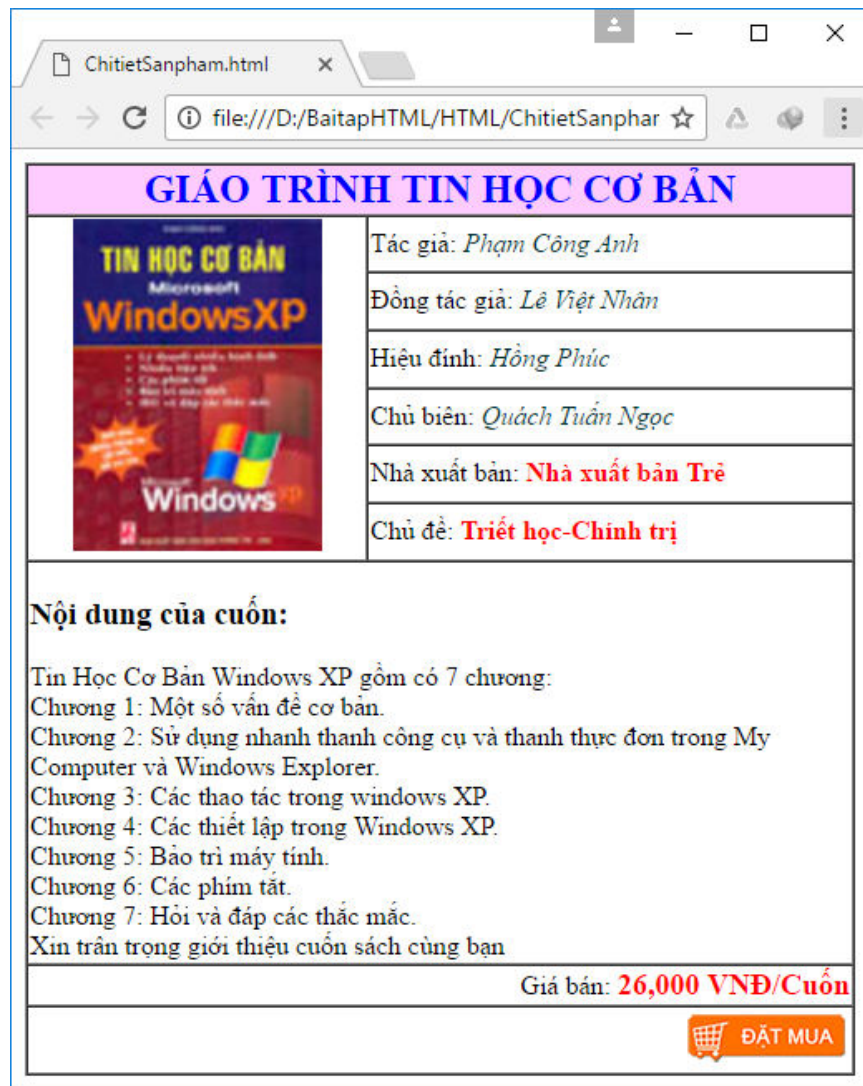 ChitietSanpham.html
file:///D:/BaitapHTML/HTML/ChitietSanphar
GIÁO TRÌNH TIN HỌC CƠ BẢN
TIN HỌC CƠ BẢN
Microsoft
WindowsXP
Microsoft
Windows xp
Tác giả: Phạm Công Anh
Đồng tác giả: Lê Việt Nhân
Hiệu đính: Hồng Phúc
Chủ biên: Quách Tuấn Ngọc
Nhà xuất bản: Nhà xuất bản Trẻ
Chủ đề: Triết học-Chính trị
Nội dung của cuốn:
Tin Học Cơ Bản Windows XP gồm có 7 chương:
Chương 1: Một số vấn đề cơ bản.
Chương 2: Sử dụng nhanh thanh công cụ và thanh thực đơn trong My
Computer và Windows Explorer.
Chương 3: Các thao tác trong windows XP.
Chương 4: Các thiết lập trong Windows XP.
Chương 5: Bảo trì máy tính.
Chương 6: Các phím tắt.
Chương 7: Hỏi và đáp các thắc mắc.
Xin trân trọng giới thiệu cuốn sách cùng bạn
Giá bán: 26,000 VNĐ/Cuốn
ĐẶT MUA